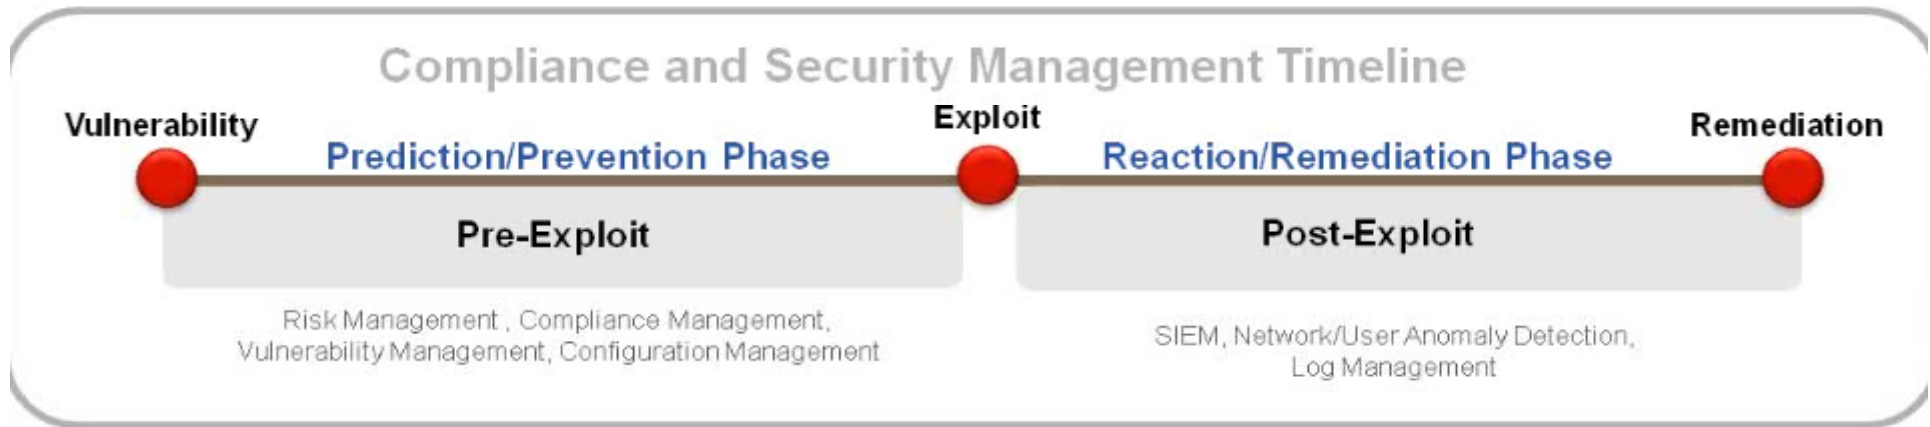 Compliance and Security Management Timeline
Vulnerability
Exploit
Remediation
Prediction/Prevention Phase
Reaction/Remediation Phase
Pre-Exploit
Post-Exploit
Risk Management , Compliance Management,
Vulnerability Management, Configuration Management
SIEM, Network/User Anomaly Detection,
Log Management